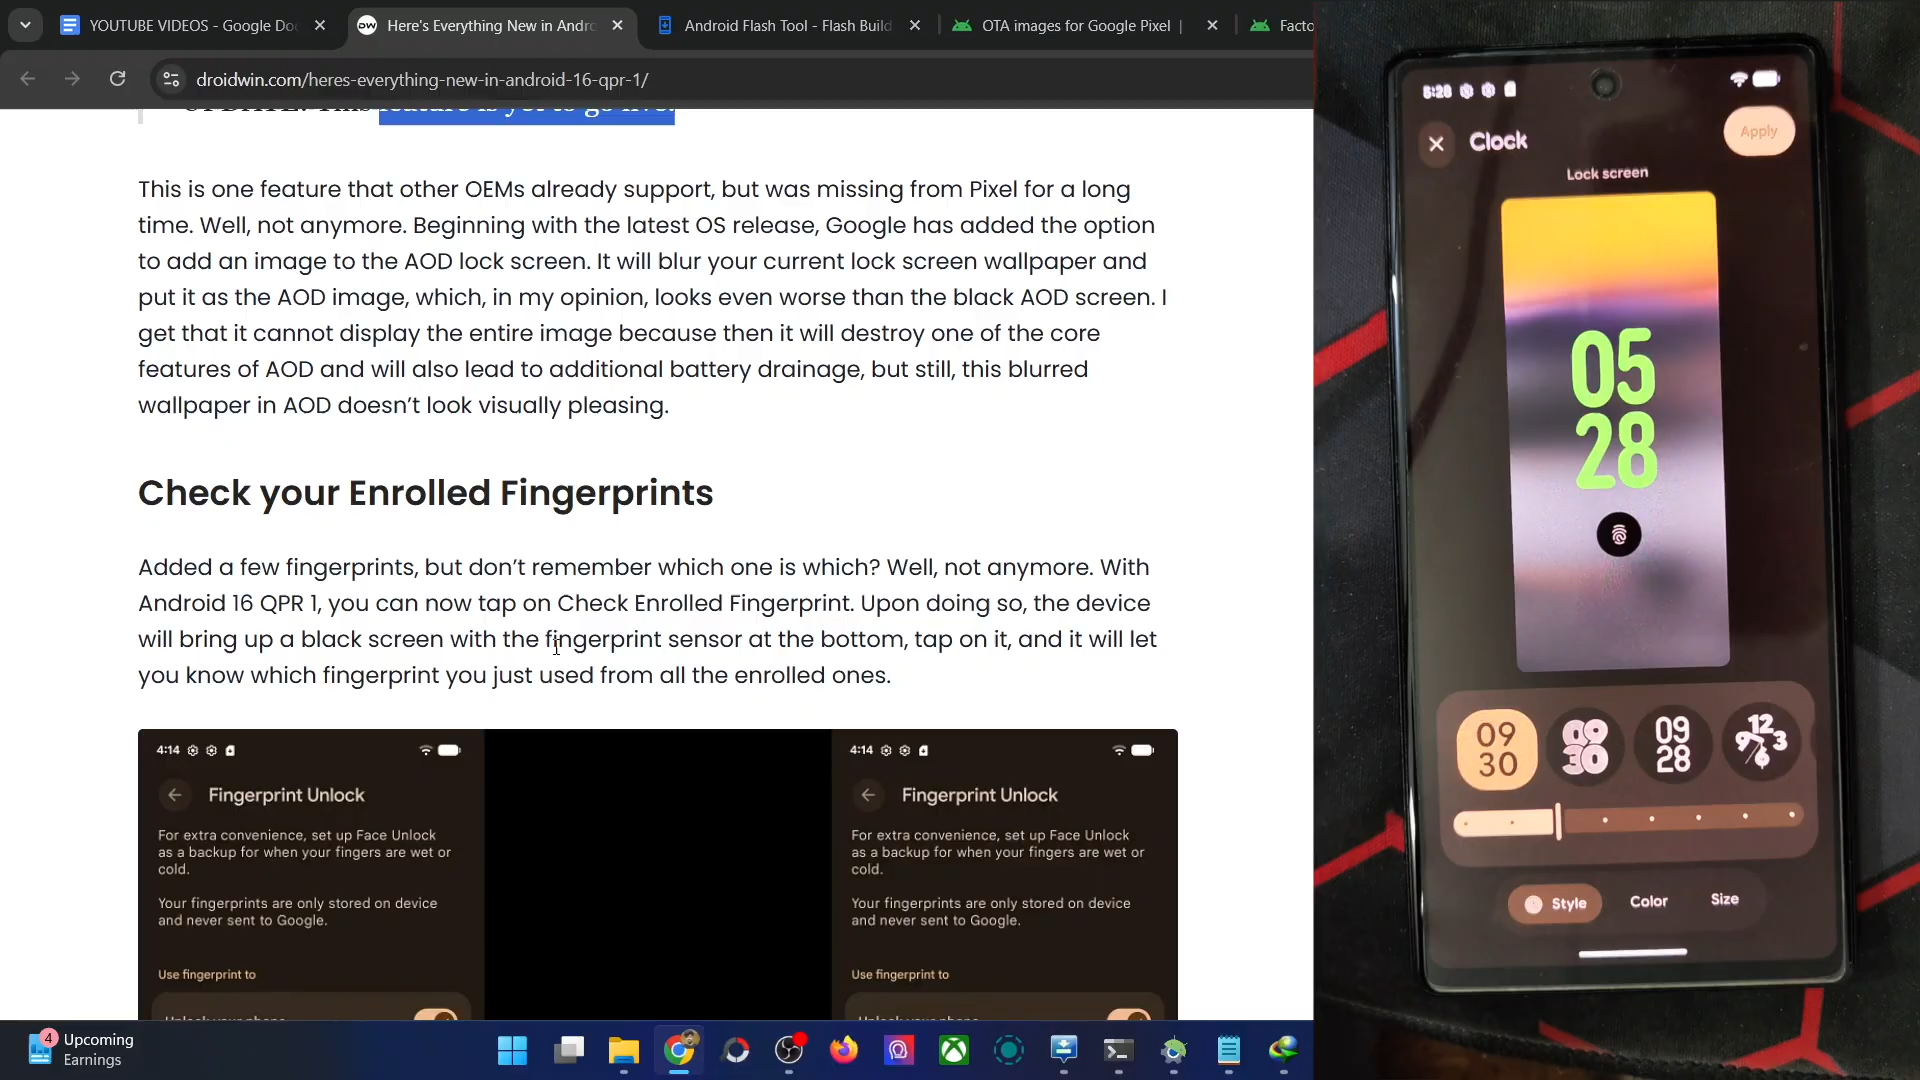 YOUTUBE VIDEOS - Google Do
Here's Everything New in Andro
Android Flash Tool - Flash Build
OTA images for Google Pixel |
Facto
droidwin.com/heres-everything-new-in-android-16-qpr-1/
This is one feature that other OEMs already support, but was missing from Pixel for a long
time. Well, not anymore. Beginning with the latest OS release, Google has added the option
to add an image to the AOD lock screen. It will blur your current lock screen wallpaper and
put it as the AOD image, which, in my opinion, looks even worse than the black AOD screen. I
get that it cannot display the entire image because then it will destroy one of the core
features of AOD and will also lead to additional battery drainage, but still, this blurred
wallpaper in AOD doesn't look visually pleasing.
Check your Enrolled Fingerprints
Added a few fingerprints, but don't remember which one is which? Well, not anymore. With
Android 16 QPR 1, you can now tap on Check Enrolled Fingerprint. Upon doing so, the device
will bring up a black screen with the fingerprint sensor at the bottom, tap on it, and it will let
you know which fingerprint you just used from all the enrolled ones.
4:14
Fingerprint Unlock
For extra convenience, set up Face Unlock
as a backup for when your fingers are wet or
cold.
Your fingerprints are only stored on device
and never sent to Google.
Use fingerprint to
4:14
Fingerprint Unlock
For extra convenience, set up Face Unlock
as a backup for when your fingers are wet or
cold.
Your fingerprints are only stored on device
and never sent to Google.
Use fingerprint to
4
Upcoming
Earnings
5:28
Clock
Apply
Lock screen
05
28
09
30
09
30
09
28
12
9 3
6
Style
Color
Size